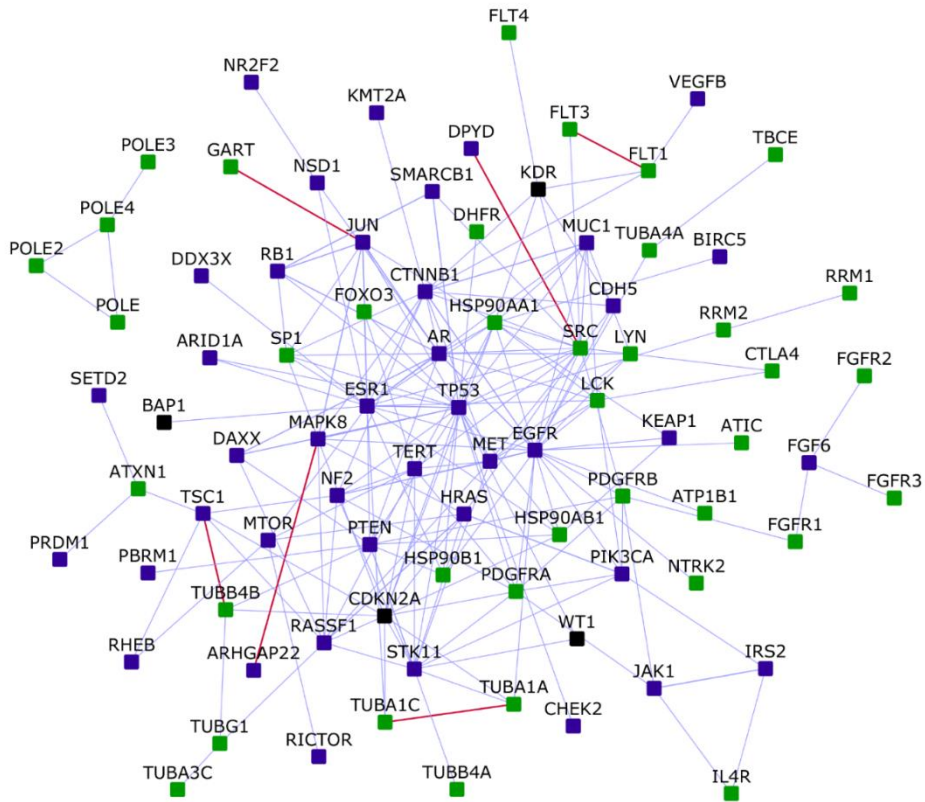 FLT4
NR2F2
KMT2A
VEGFB
FLT3
DPYD
TBCE
POLE3
GART
NSD1
SMARCB1
KDR
FLT1
POLE4
JUN
DHFR
MUC1
TUBA4A
BIRC5
POLE2
DDX3X
RB1
CTNNB1
FOXO3
HSP90AA1
CDH5
RRM1
POLE
ARID1A
SP1
AR
SRC
LYN
RRM2
SETD2
CTLA4
FGFR2
BAP1
ESR1
TP53
LCK
MAPK8
DAXX
TERT
MET
EGFR
KEAP1
ATIC
FGF6
ATXN1
TSC1
NF2
HRAS
PDGFRB
ATP1B1
FGFR3
PRDM1
PBRM1
MTOR
PTEN
HSP90AB1
FGFR1
HSP90B1
PIK3CA
NTRK2
TUBB4B
CDKN2A
PDGFRA
RHEB
ARHGAP22
RASSF1
STK11
WT1
JAK1
IRS2
TUBA1C
TUBA1A
CHEK2
TUBG1
RICTOR
TUBA3C
TUBB4A
IL4R